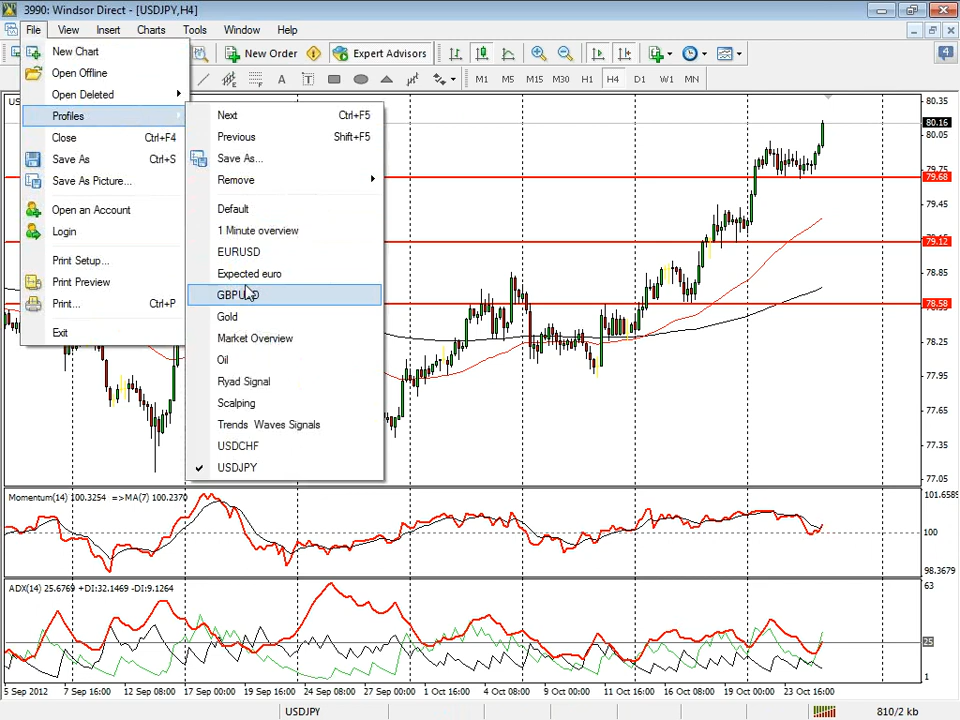 3990: Windsor Direct - [USDJPY,H4]
File View Insert Charts Tools Window Help
New Order Expert Advisors 4
A T M1 M5 M15 M30 H1 H4 D1 W1 MN
New Chart
Open Offline
Open Deleted
Profiles
Close Ctrl+F4
Save As Ctrl+S
Save As Picture...
Open an Account
Login
Print Setup...
Print Preview
Print... Ctrl+P
Exit
Next Ctrl+F5
Previous Shift+F5
Save As...
Remove
Default
1 Minute overview
EURUSD
Expected euro
Gold
Market Overview
Oil
Ryad Signal
Scalping
Trends Waves Signals
USDCHF
USDJPY
80.35
80.16
80.05
79.75
79.68
79.45
79.12
78.85
78.58
78.25
77.95
77.65
77.35
77.05
Momentum(14) 100.3254 =>MA(7) 100.2370
101.6585
100
98.3679
ADX(14) 25.6769 +DI:32.1469 -DI:9.1264
63
25
1
5 Sep 2012 7 Sep 16:00 12 Sep 08:00 17 Sep 00:00 19 Sep 16:00 24 Sep 08:00 27 Sep 00:00 1 Oct 16:00 4 Oct 08:00 9 Oct 00:00 11 Oct 16:00 16 Oct 08:00 19 Oct 00:00 23 Oct 16:00
USDJPY 810/2 kb